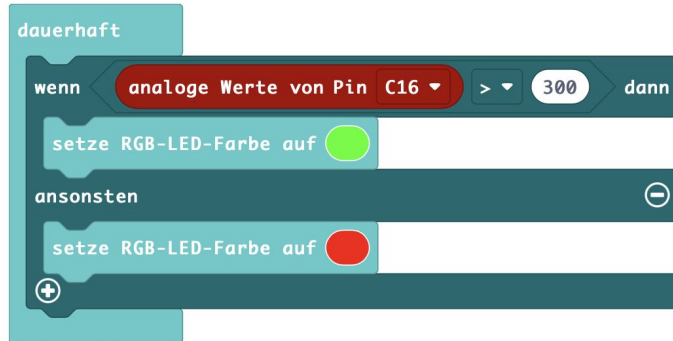 dauerhaft
wenn analoge Werte von Pin C16 > 300 dann
setze RGB-LED-Farbe auf
ansonsten
setze RGB-LED-Farbe auf